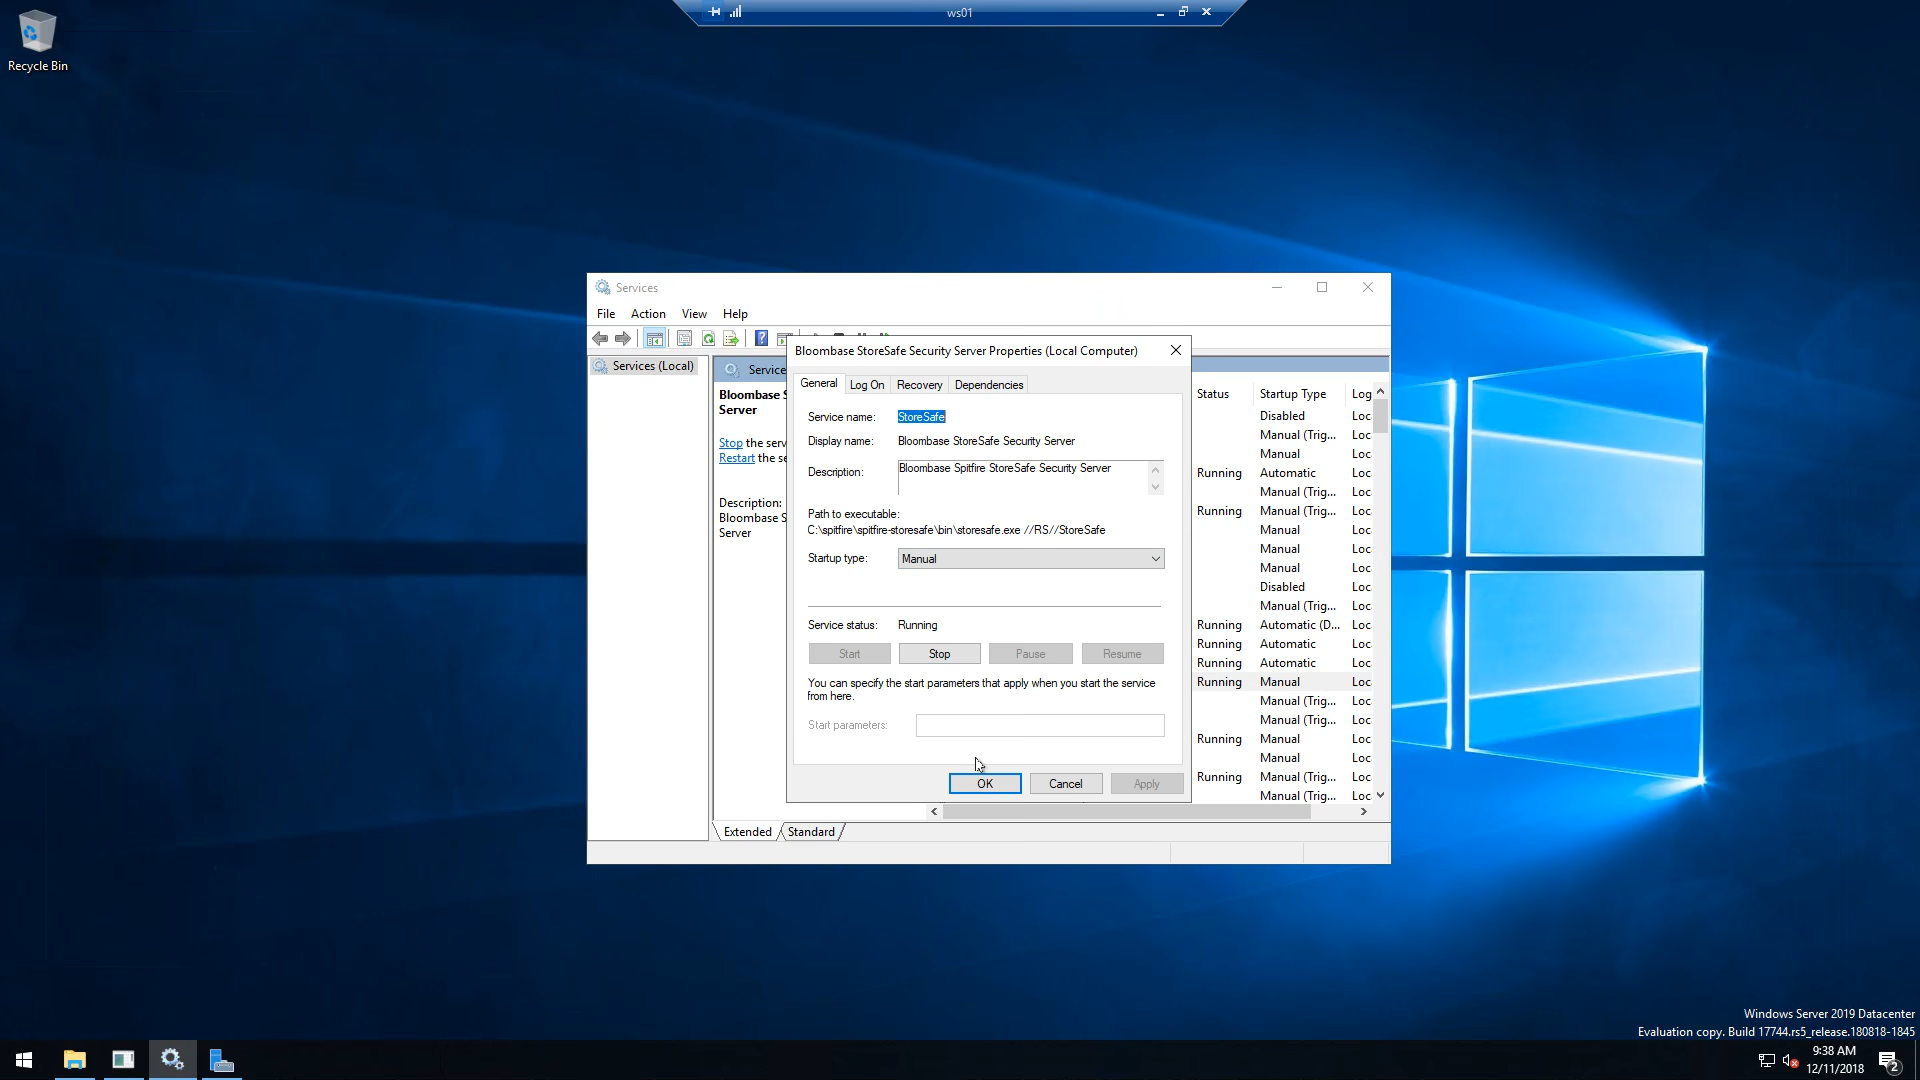 ws01
Recycle Bin
Services
File Action View Help
Services (Local)
Service
Bloombase S
Server
Stop the serv
Restart the se
Description:
Bloombase S
Server
Bloombase StoreSafe Security Server Properties (Local Computer)
General Log On Recovery Dependencies
Service name: StoreSafe
Display name: Bloombase StoreSafe Security Server
Description: Bloombase Spitfire StoreSafe Security Server
Path to executable:
C:\spitfire\spitfire-storesafe\bin\storesafe.exe //RS//StoreSafe
Startup type: Manual
Service status: Running
Start Stop Pause Resume
You can specify the start parameters that apply when you start the service
from here.
Start parameters:
OK Cancel Apply
Status Startup Type Log
Disabled Loc
Manual (Trig... Loc
Manual Loc
Running Automatic Loc
Manual (Trig... Loc
Running Manual (Trig... Loc
Manual Loc
Manual Loc
Manual Loc
Disabled Loc
Manual (Trig... Loc
Running Automatic (D... Loc
Running Automatic Loc
Running Automatic Loc
Running Manual Loc
Manual (Trig... Loc
Manual (Trig... Loc
Running Manual Loc
Manual Loc
Running Manual (Trig... Loc
Manual (Trig... Loc
Extended Standard
Windows Server 2019 Datacenter
Evaluation copy. Build 17744.rs5_release.180818-1845
9:38 AM
12/11/2018
2